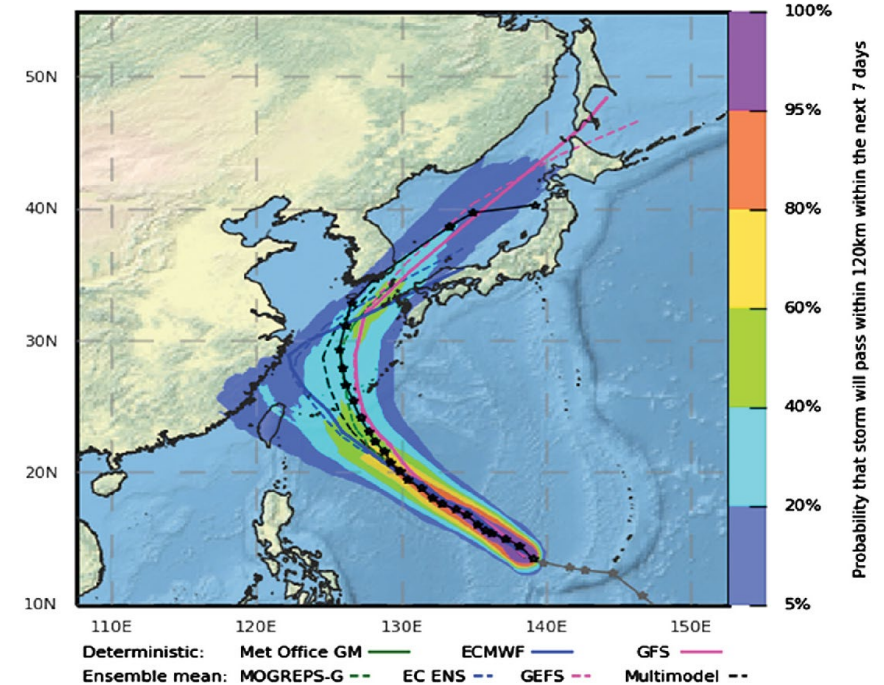 100%
95%
80%
60%
40%
20%
5%
Probability that storm will pass within 120km within the next 7 days
50N
40N
30N
20N
10N
110E 120E 130E 140E 150E
Deterministic: Met Office GM ECMWF GFS
Ensemble mean: MOGREPS-G EC ENS GEFS Multimodel